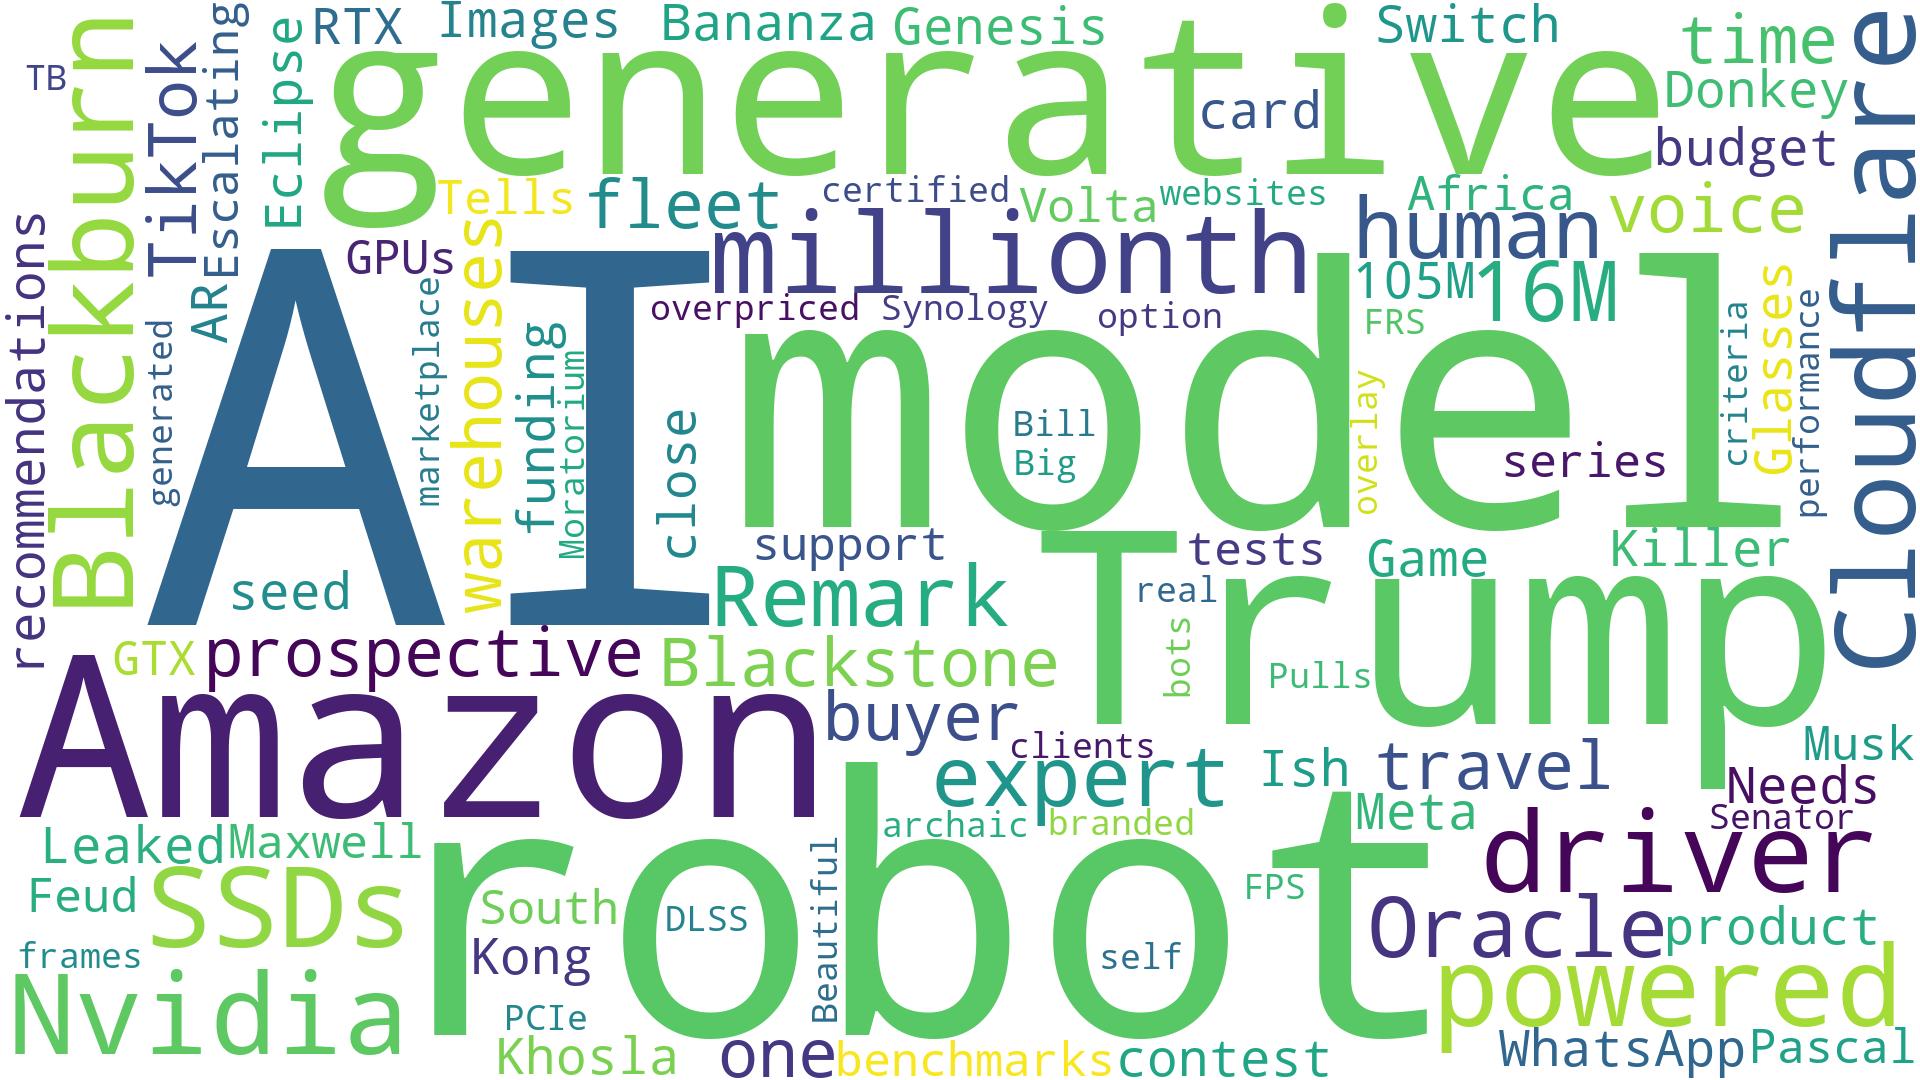 RTX
Images
Bananza
Genesis
Switch
time
TB
Blackburn
TikTok
Escalating
Eclipse
generative
card
Donkey
budget
cloudflare
Tells
fleet
certified
Volta
websites
Africa
voice
recommendations
AR
GPUs
warehouses
millionth
human
105M
16M
generated
AI
marketplace
funding
Moratorium
close
overpriced
Synology
option
FRS
model
Bill
Big
overlay
series
criteria
Glasses
performance
seed
support
tests
Game
Killer
Remark
Trump
real
bots
Pulls
GTX
prospective
Blackstone
Amazon
buyer
clients
expert
Ish
travel
Musk
Needs
Senator
Leaked
Maxwell
archaic
branded
Meta
driver
Feud
SSDs
robot
South
DLSS
Beautiful
FPS
Oracle
product
frames
Kong
self
powered
Nvidia
PCIe
Khosla
one
benchmarks
contest
WhatsApp
Pascal